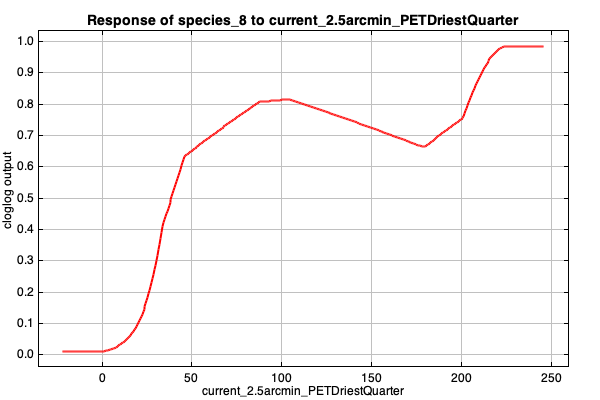 Response of species_8 to current_2.5arcmin_PETDriestQuarter
1.0
0.9
0.8
0.7
0.6
0.5
0.4
0.3
0.2
0.1
0.0
cloglog output
0 50 100 150 200 250
current_2.5arcmin_PETDriestQuarter